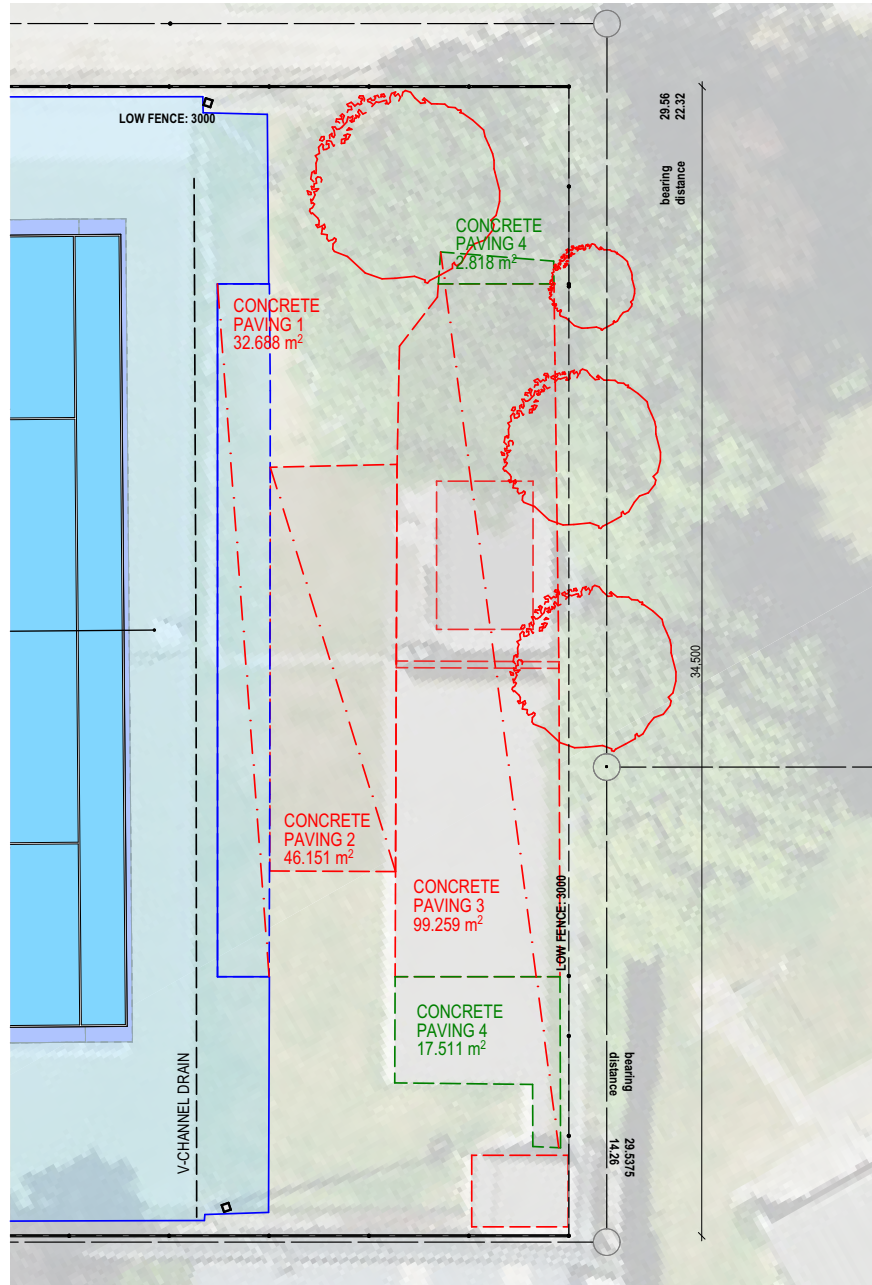 LOW FENCE: 3000
29.56
22.32
bearing
distance
CONCRETE
PAVING 4
2.818 m²
CONCRETE
PAVING 1
32.688 m²
34.500
CONCRETE
PAVING 2
46.151 m²
CONCRETE
PAVING 3
99.259 m²
LOW FENCE: 3000
CONCRETE
PAVING 4
17.511 m²
V-CHANNEL DRAIN
bearing
distance
29.5375
14.26